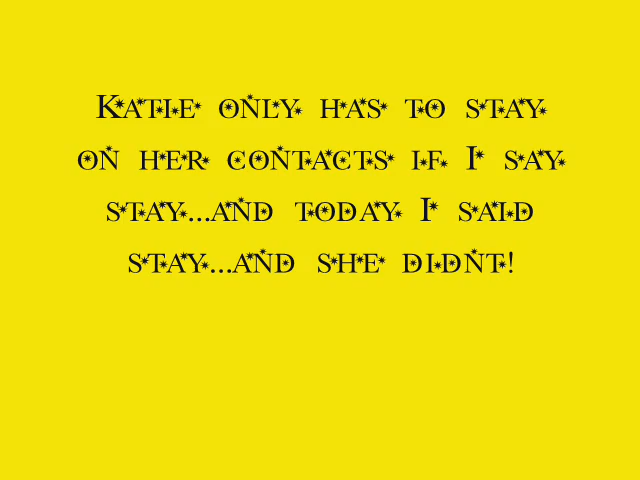 Katie only has to stay
on her contacts if I say
stay...and today I said
stay...and she didnt!